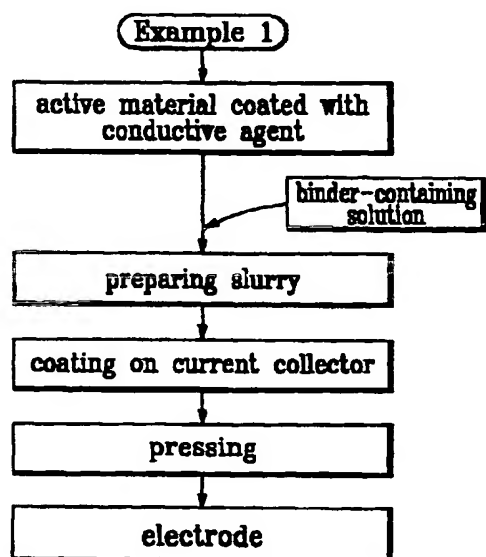 Example 1
active material coated with
conductive agent
binder-containing
solution
preparing slurry
coating on current collector
pressing
electrode